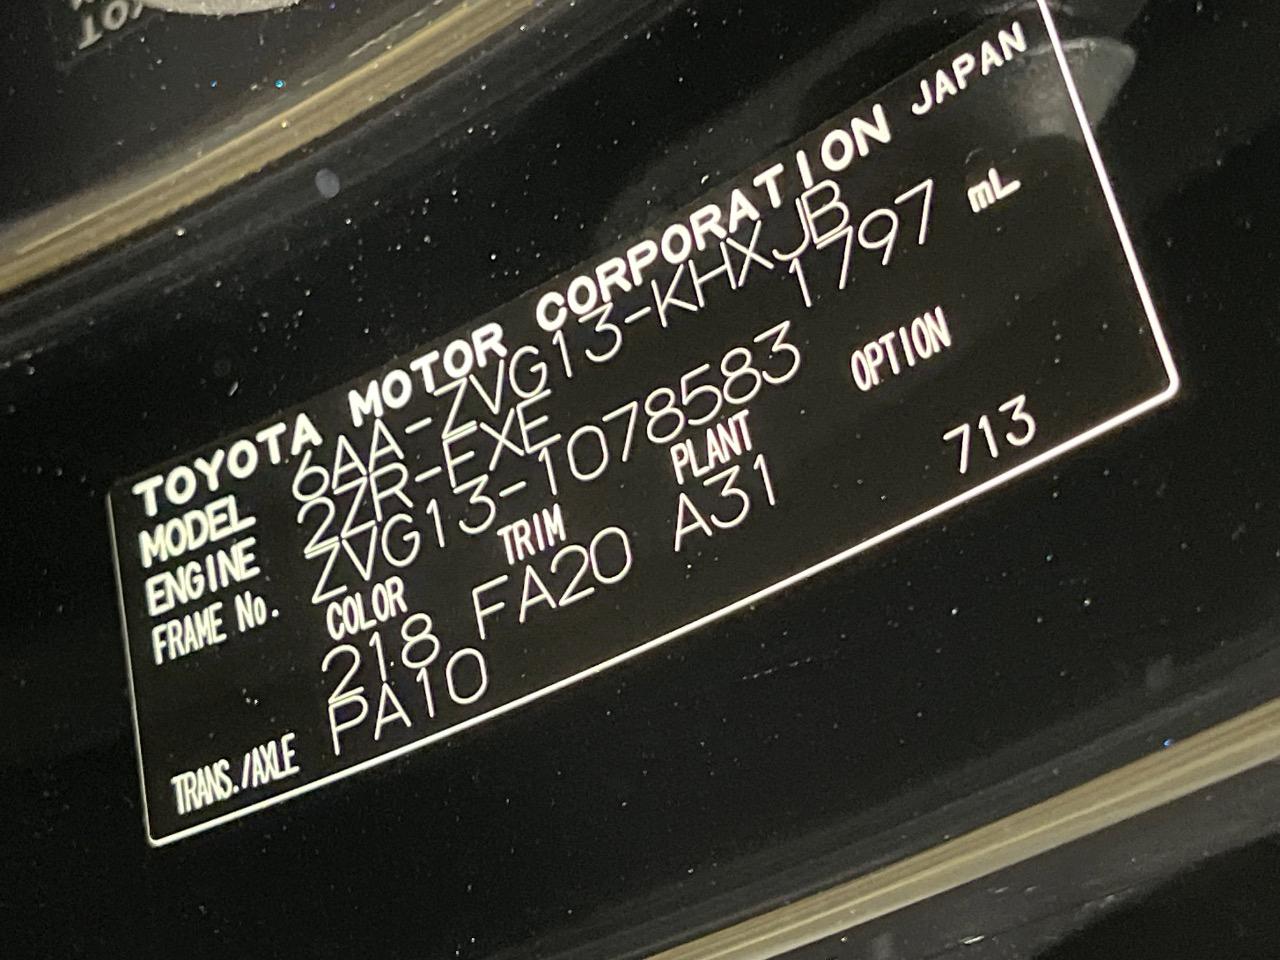 TOYOTA MOTOR CORPORATION JAPAN
MODEL 6AA-ZVG13-KHXJB
ENGINE 2ZR-FXE 1797 mL
FRAME No. ZVG13-1078583
COLOR TRIM PLANT OPTION
218 FA20 A31 713
TRANS./AXLE PA10